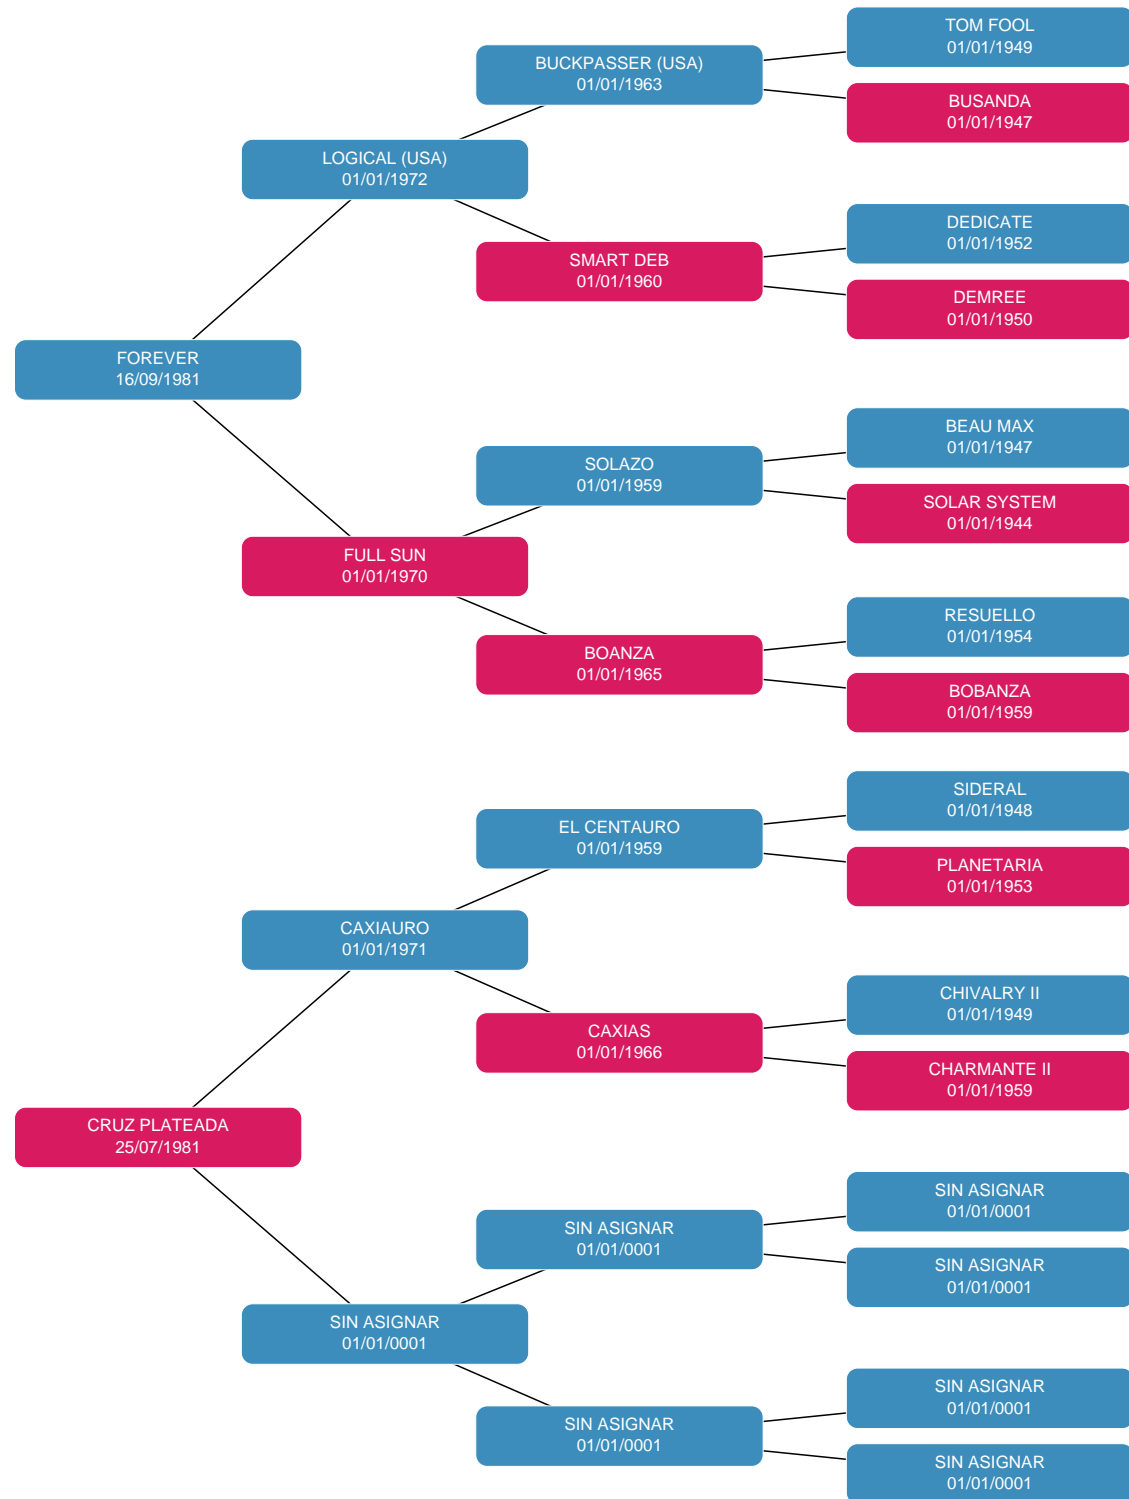 TOM FOOL
01/01/1949
BUCKPASSER (USA)
01/01/1963
BUSANDA
01/01/1947
LOGICAL (USA)
01/01/1972
DEDICATE
01/01/1952
SMART DEB
01/01/1960
DEMREE
01/01/1950
FOREVER
16/09/1981
BEAU MAX
01/01/1947
SOLAZO
01/01/1959
SOLAR SYSTEM
01/01/1944
FULL SUN
01/01/1970
RESUELLO
01/01/1954
BOANZA
01/01/1965
BOBANZA
01/01/1959
SIDERAL
01/01/1948
EL CENTAURO
01/01/1959
PLANETARIA
01/01/1953
CAXIAURO
01/01/1971
CHIVALRY II
01/01/1949
CAXIAS
01/01/1966
CHARMANTE II
01/01/1959
CRUZ PLATEADA
25/07/1981
SIN ASIGNAR
01/01/0001
SIN ASIGNAR
01/01/0001
SIN ASIGNAR
01/01/0001
SIN ASIGNAR
01/01/0001
SIN ASIGNAR
01/01/0001
SIN ASIGNAR
01/01/0001
SIN ASIGNAR
01/01/0001